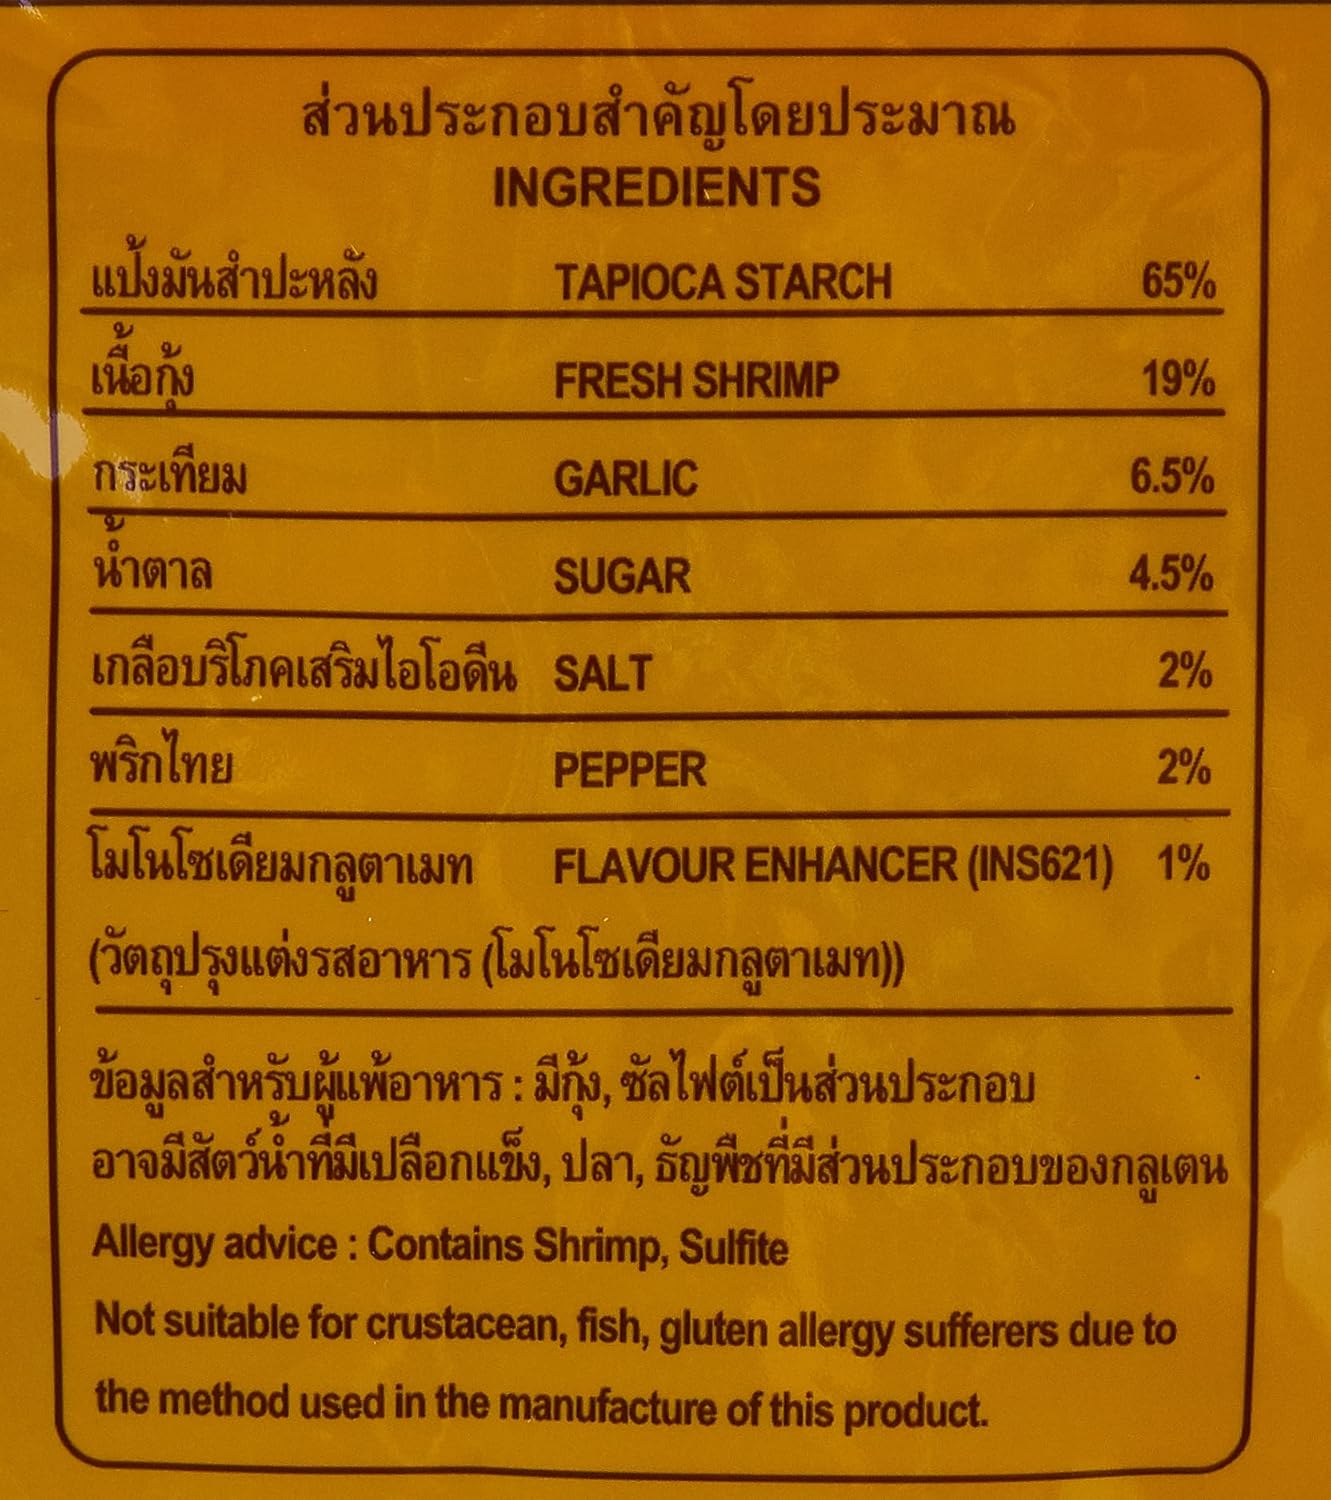 ส่วนประกอบสำคัญโดยประมาณ
INGREDIENTS
แป้งมันสำปะหลัง TAPIOCA STARCH 65%
เนื้อกุ้ง FRESH SHRIMP 19%
กระเทียม GARLIC 6.5%
น้ำตาล SUGAR 4.5%
เกลือบริโภคเสริมไอโอดีน SALT 2%
พริกไทย PEPPER 2%
โมโนโซเดียมกลูตาเมท FLAVOUR ENHANCER (INS621) 1%
(วัตถุปรุงแต่งรสอาหาร (โมโนโซเดียมกลูตาเมท))
ข้อมูลสำหรับผู้แพ้อาหาร : มีกุ้ง, ซัลไฟต์เป็นส่วนประกอบ
อาจมีสัตว์น้ำที่มีเปลือกแข็ง, ปลา, ธัญพืชที่มีส่วนประกอบของกลูเตน
Allergy advice : Contains Shrimp, Sulfite
Not suitable for crustacean, fish, gluten allergy sufferers due to
the method used in the manufacture of this product.